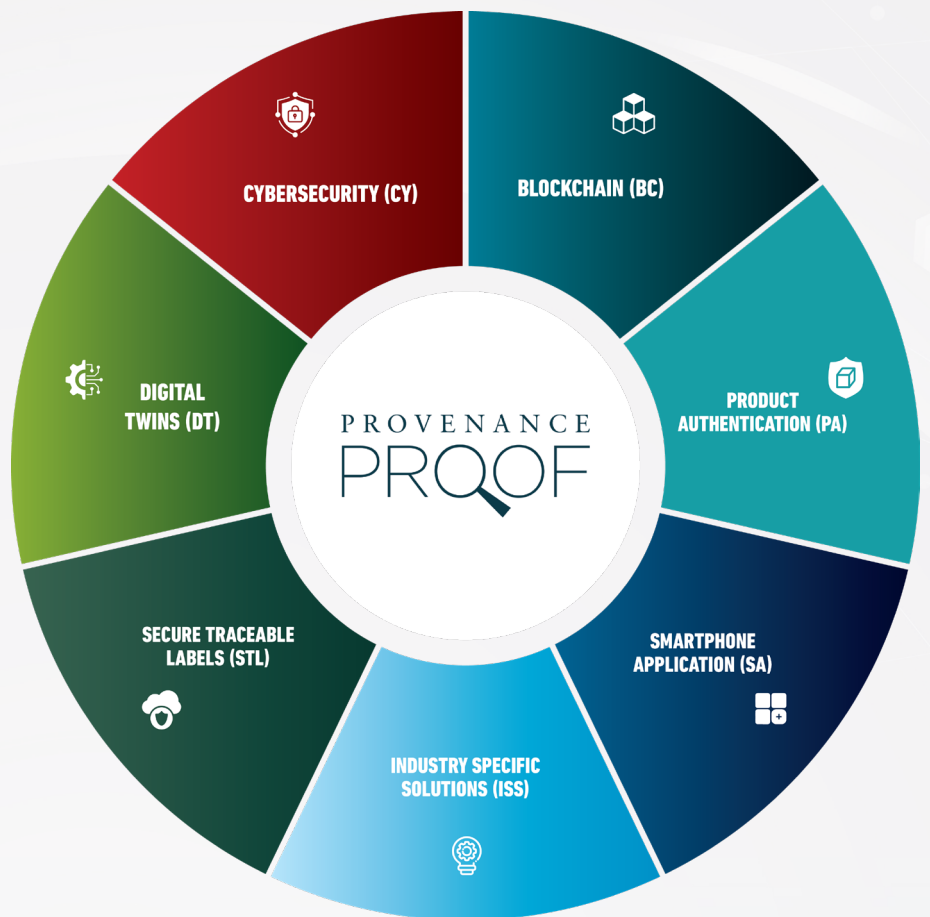 CYBERSECURITY (CY)
BLOCKCHAIN (BC)
DIGITAL
TWINS (DT)
PRODUCT
AUTHENTICATION (PA)
PROVENANCE
PROOF
SECURE TRACEABLE
LABELS (STL)
SMARTPHONE
APPLICATION (SA)
INDUSTRY SPECIFIC
SOLUTIONS (ISS)